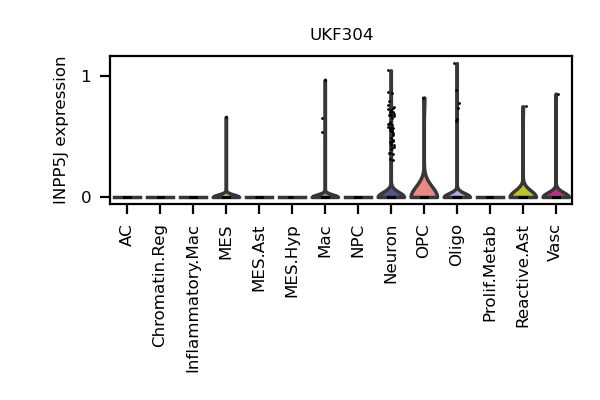 UKF304
INPP5J expression
1
0
AC
Chromatin.Reg
Inflammatory.Mac
MES
MES.Ast
MES.Hyp
Mac
NPC
Neuron
OPC
Oligo
Prolif.Metab
Reactive.Ast
Vasc